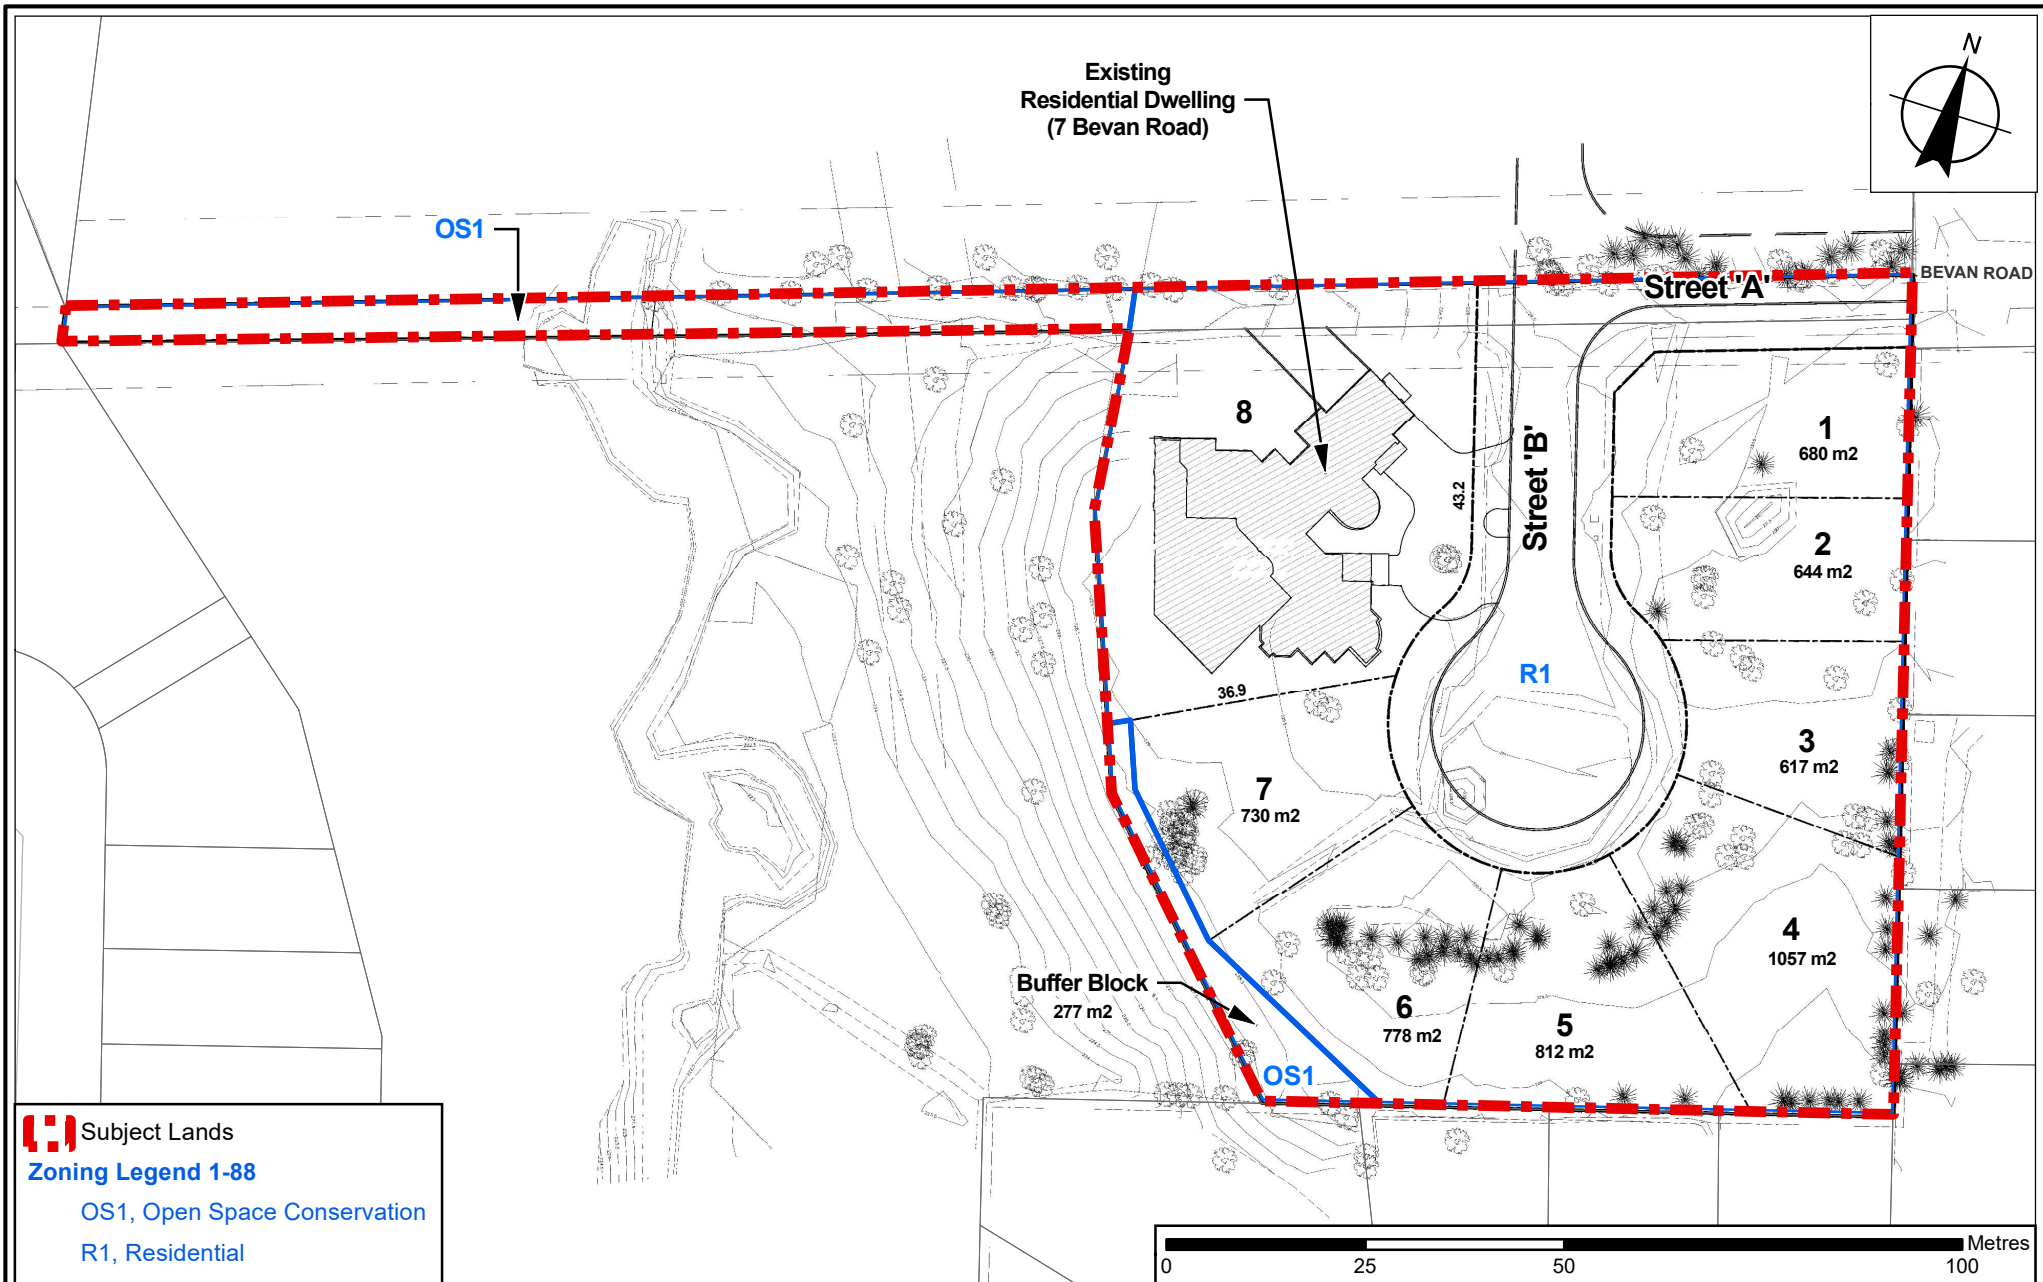 N
Existing
Residential Dwelling
(7 Bevan Road)
OS1
BEVAN ROAD
Street 'A'
8
1
680 m2
43.2
Street 'B'
2
644 m2
R1
36.9
3
617 m2
7
730 m2
4
1057 m2
Buffer Block
277 m2
6
778 m2
5
812 m2
OS1
Subject Lands
Zoning Legend 1-88
OS1, Open Space Conservation
R1, Residential
Metres
0 25 50 100